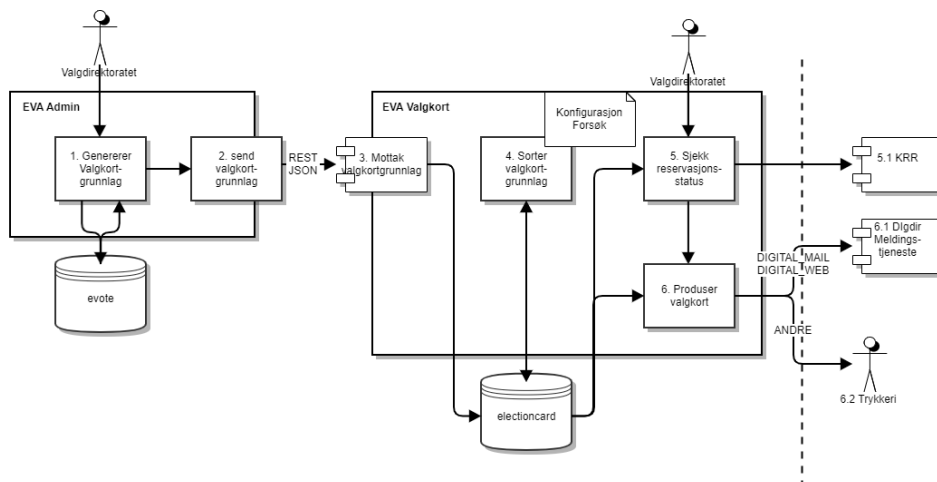 Valgdirektoratet
EVA Admin
1. Genererer
Valgkort-
grunnlag
2. send
valgkort-
grunnlag
evote
REST
JSON
Valgdirektoratet
EVA Valgkort
Konfigurasjon
Forsøk
3. Mottak
valgkortgrunnlag
4. Sorter
valgkort-
grunnlag
5. Sjekk
reservasjons-
status
6. Produser
valgkort
electioncard
5.1 KRR
6.1 DIgdir
Meldings-
tjeneste
DIGITAL_MAIL
DIGITAL_WEB
ANDRE
6.2 Trykkeri